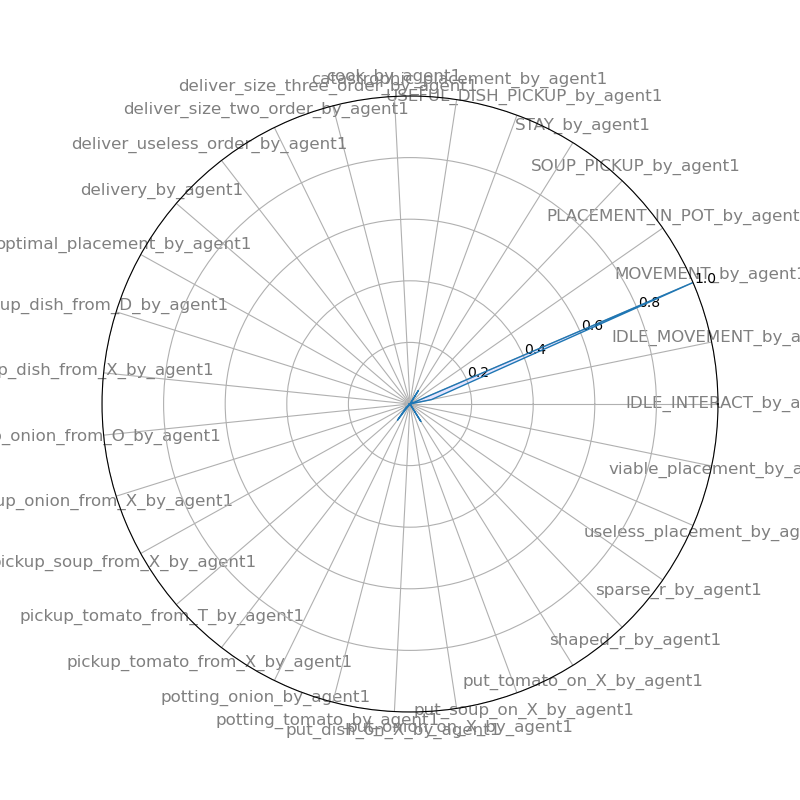 cook_by_agent1
catastrophic_placement_by_agent1
deliver_size_three_order_by_agent1
USEFUL_DISH_PICKUP_by_agent1
deliver_size_two_order_by_agent1
STAY_by_agent1
deliver_useless_order_by_agent1
SOUP_PICKUP_by_agent1
delivery_by_agent1
PLACEMENT_IN_POT_by_agent
optimal_placement_by_agent1
MOVEMENT_by_agent1
1.0
0.8
up_dish_from_D_by_agent1
0.6
IDLE_MOVEMENT_by_a
0.4
p_dish_from_X_by_agent1
0.2
IDLE_INTERACT_by_a
o_onion_from_O_by_agent1
viable_placement_by_a
up_onion_from_X_by_agent1
useless_placement_by_ag
pickup_soup_from_X_by_agent1
sparse_r_by_agent1
pickup_tomato_from_T_by_agent1
shaped_r_by_agent1
pickup_tomato_from_X_by_agent1
put_tomato_on_X_by_agent1
potting_onion_by_agent1
put_soup_on_X_by_agent1
potting_tomato_by_agent1
put_onion_on_X_by_agent1
put_dish_on_X_by_agent1